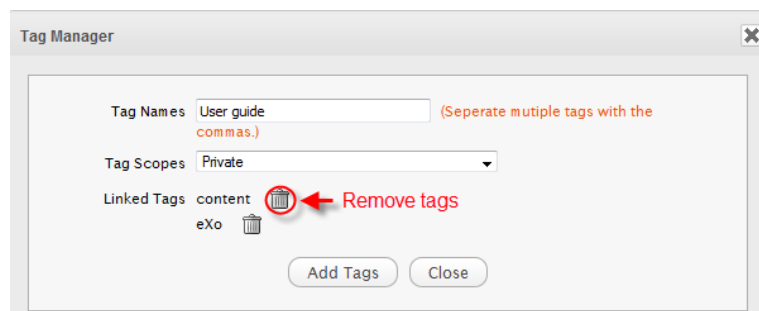 Tag Manager
Tag Names User guide (Seperate mutiple tags with the
commas.)
Tag Scopes Private
Linked Tags content Remove tags
eXo
Add Tags Close